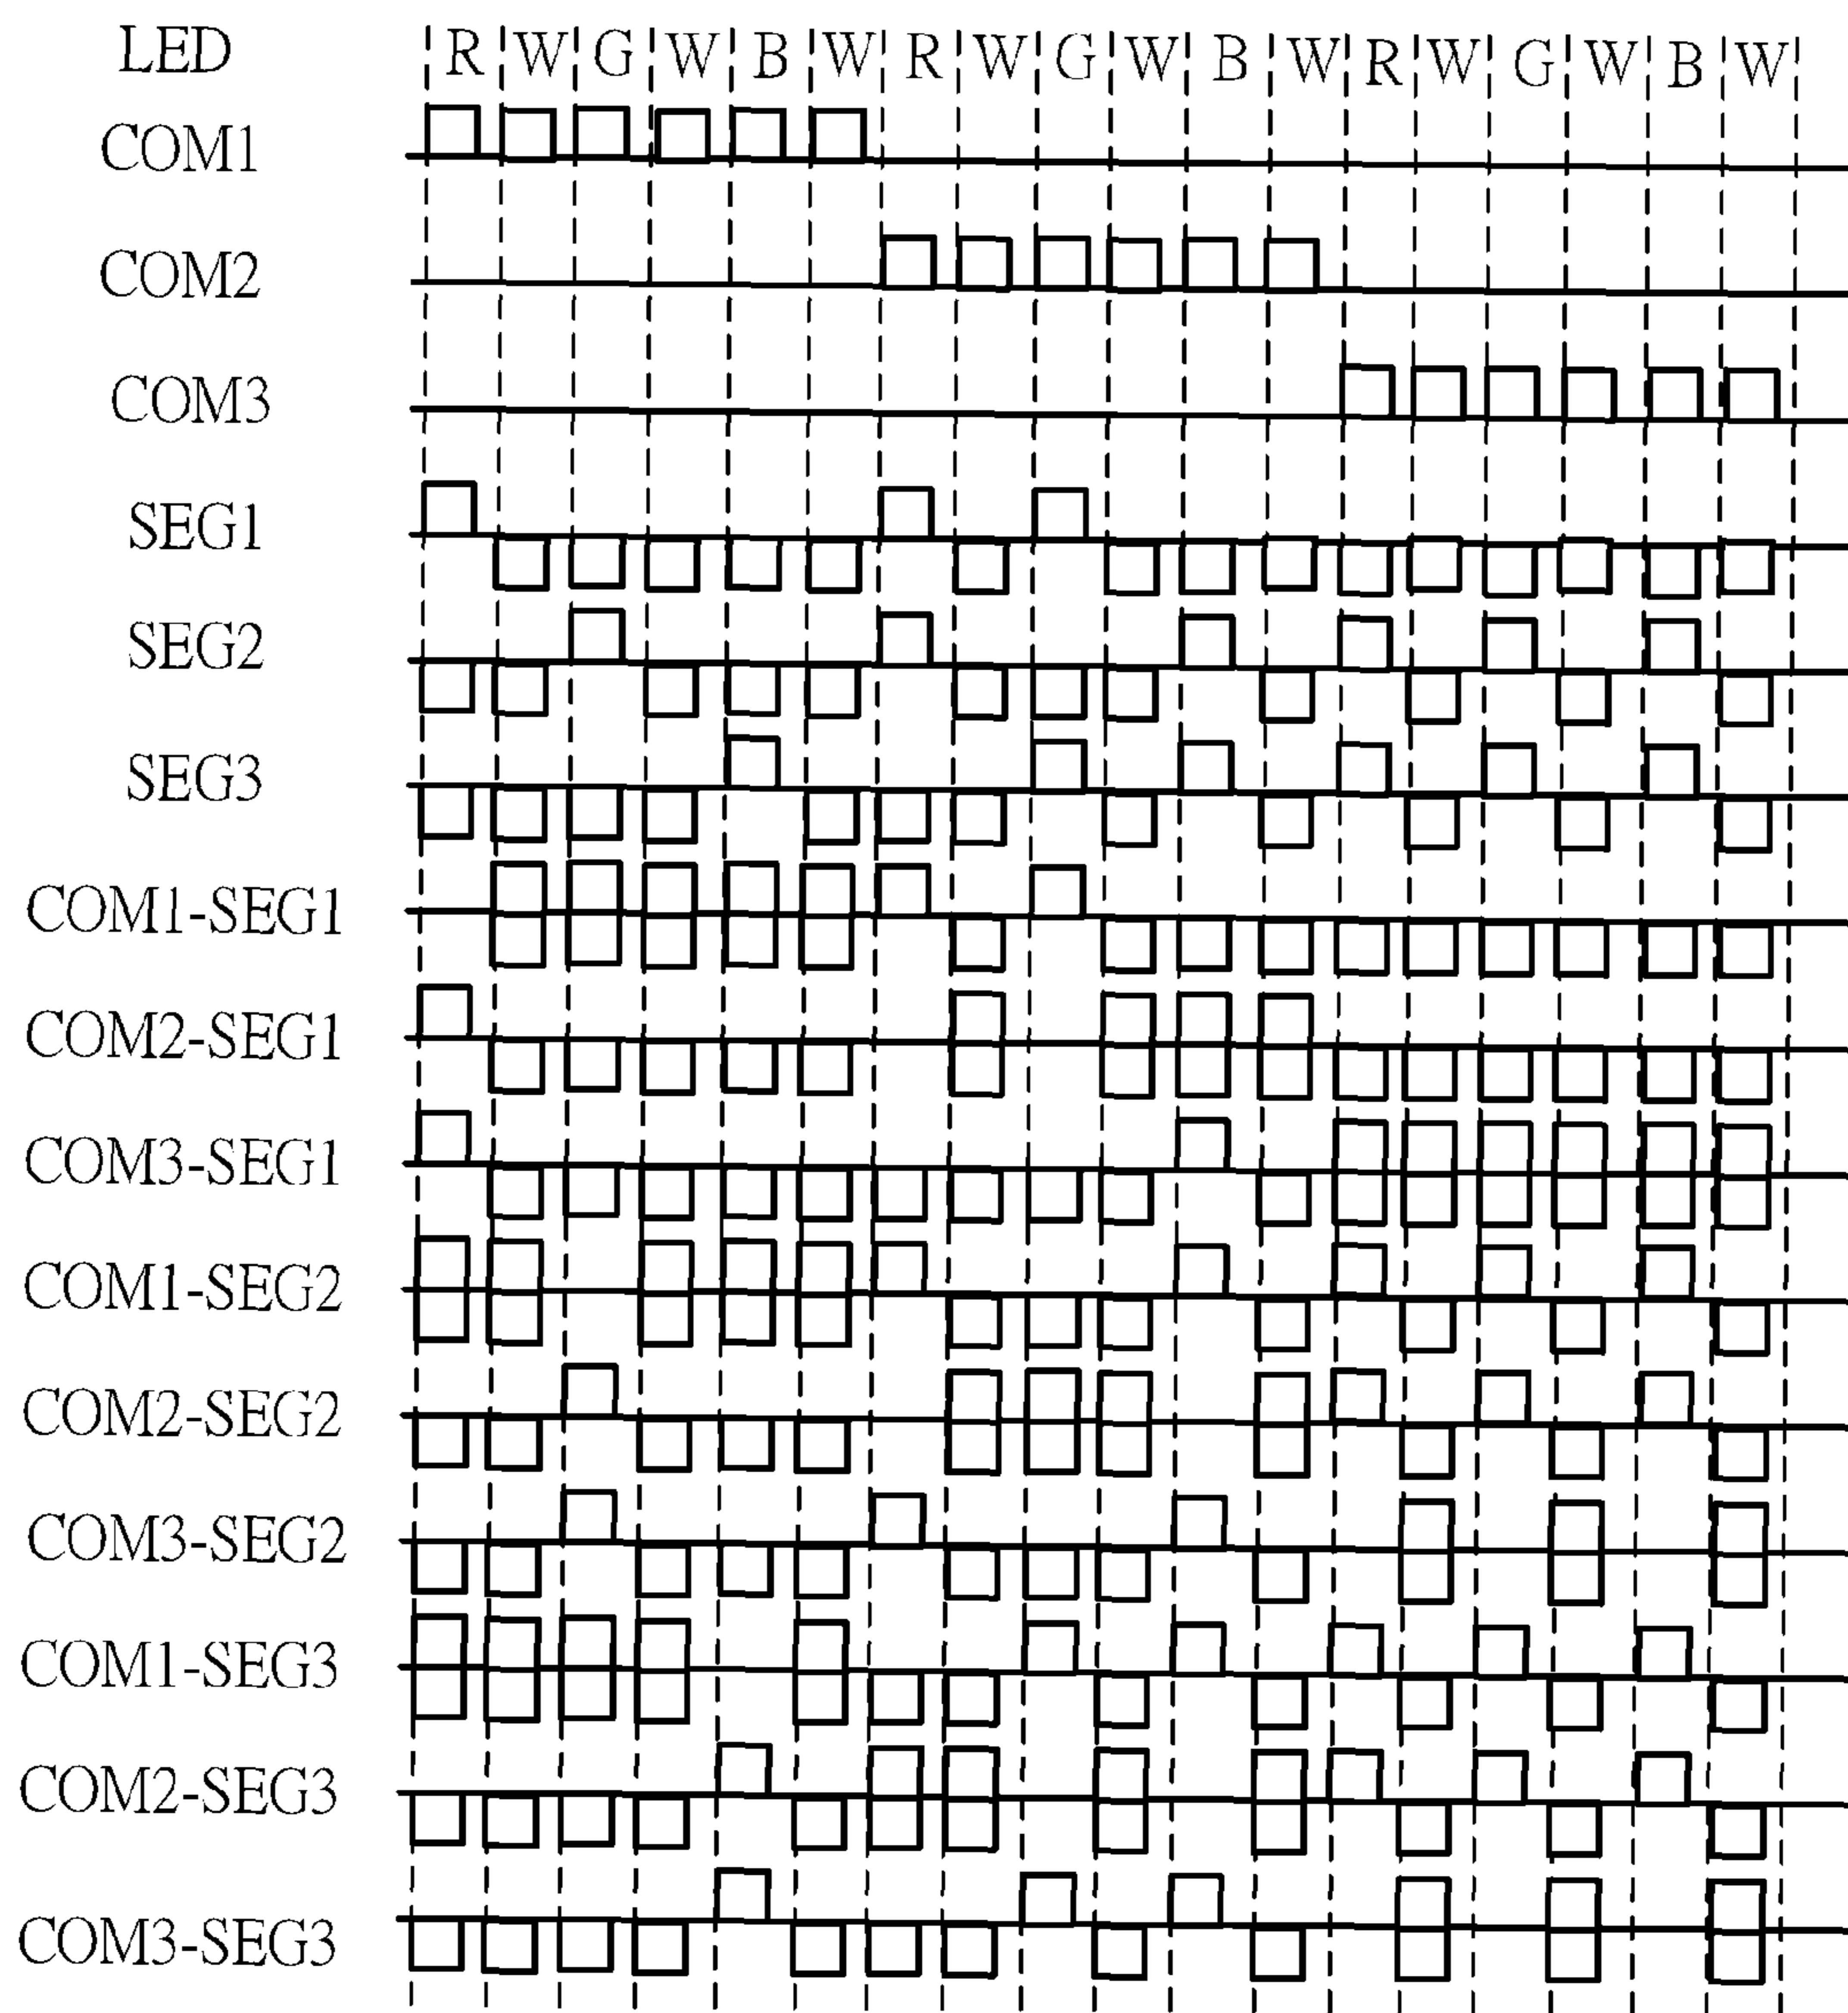 LED R W G W B W R W G W B W R W G W B W
COM1
COM2
COM3
SEG1
SEG2
SEG3
COM1-SEG1
COM2-SEG1
COM3-SEG1
COM1-SEG2
COM2-SEG2
COM3-SEG2
COM1-SEG3
COM2-SEG3
COM3-SEG3